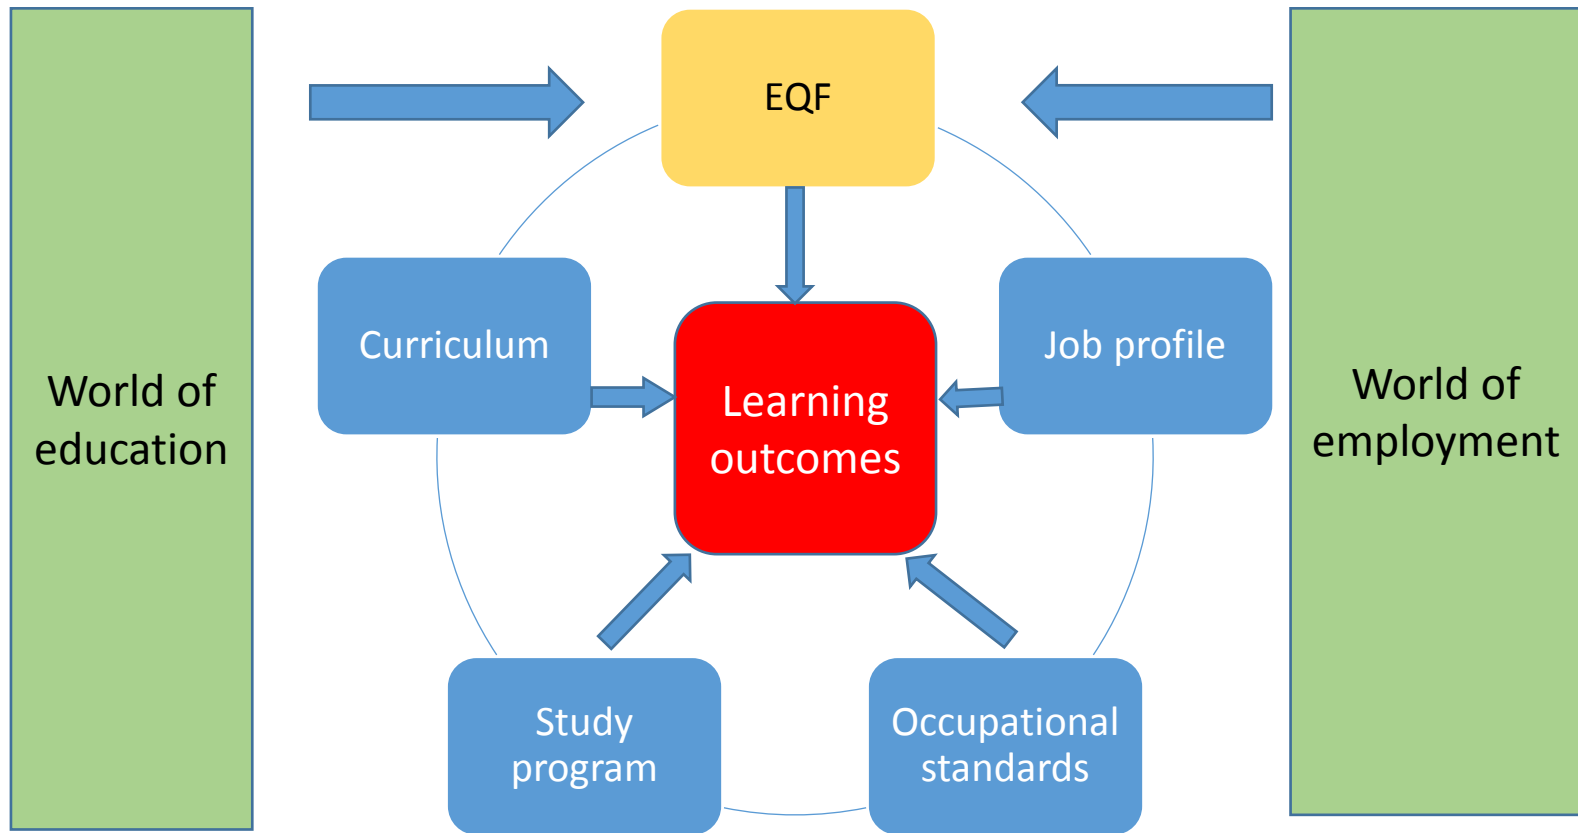 EQF
Curriculum
Job profile
World of
education
Learning
outcomes
World of
employment
Study
program
Occupational
standards